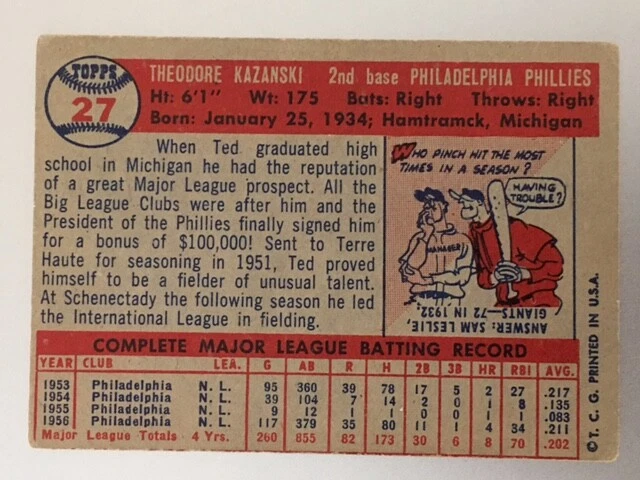 TOPPS
27
THEODORE KAZANSKI 2nd base PHILADELPHIA PHILLIES
Ht: 6'1" Wt: 175 Bats: Right Throws: Right
Born: January 25, 1934; Hamtramck, Michigan
When Ted graduated high
school in Michigan he had the reputation
of a great Major League prospect. All the
Big League Clubs were after him and the
President of the Phillies finally signed him
for a bonus of $100,000! Sent to Terre
Haute for seasoning in 1951, Ted proved
himself to be a fielder of unusual talent.
At Schenectady the following season he led
the International League in fielding.
WHO PINCH HIT THE MOST
TIMES IN A SEASON?
HAVING
TROUBLE?
MANAGER
ANSWER: SAM LESLIE,
GIANTS—72 IN 1932.
COMPLETE MAJOR LEAGUE BATTING RECORD
YEAR CLUB LEA. G AB R H 2B 3B HR RBI AVG.
1953 Philadelphia N. L. 95 360 39 78 17 5 2 27 .217
1954 Philadelphia N. L. 39 104 7 14 2 0 1 8 .135
1955 Philadelphia N. L. 9 12 1 1 0 0 1 1 .083
1956 Philadelphia N. L. 117 379 35 80 11 1 4 34 .211
Major League Totals 4 Yrs. 260 855 82 173 30 6 8 70 .202
© T. C. G. PRINTED IN U.S.A.